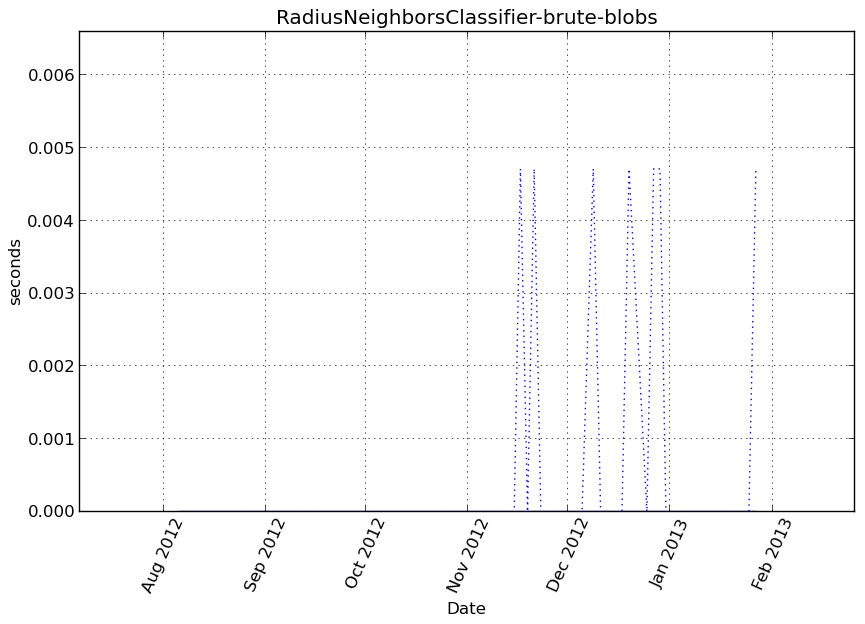 RadiusNeighborsClassifier-brute-blobs
0.006
0.005
0.004
0.003
0.002
0.001
0.000
seconds
Aug 2012
Sep 2012
Oct 2012
Nov 2012
Dec 2012
Jan 2013
Feb 2013
Date